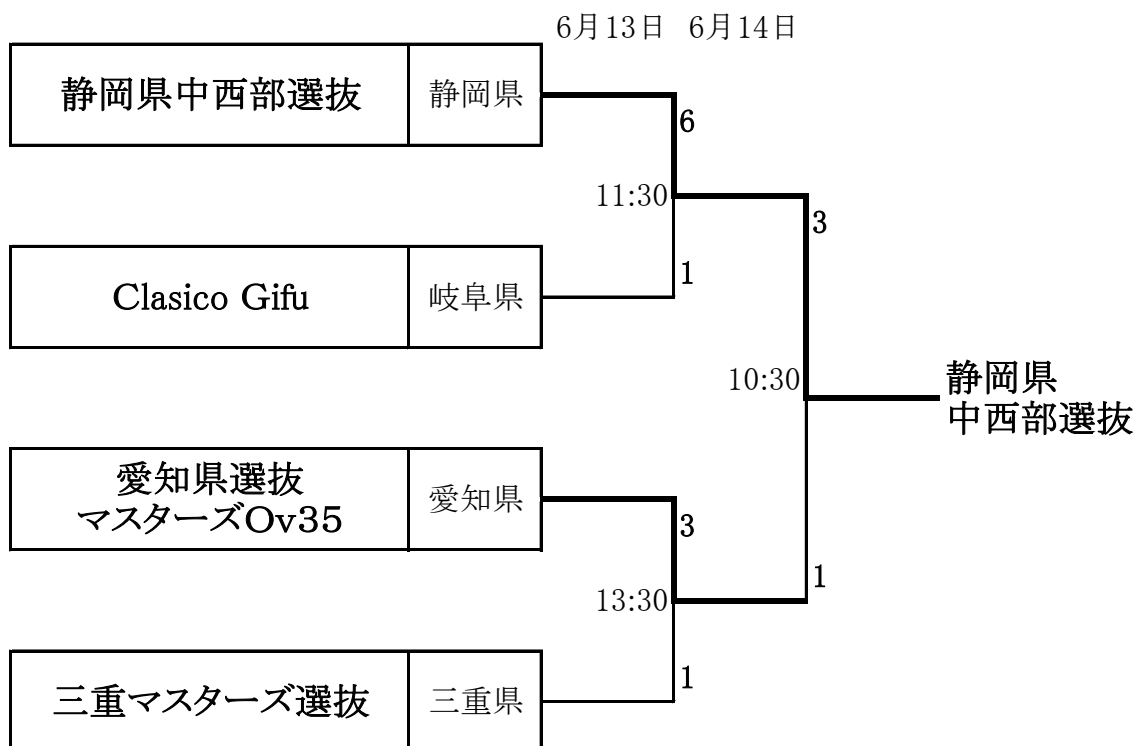 6月13日 6月14日
静岡県中西部選抜 静岡県
6
11:30
3
Clasico Gifu 岐阜県
1
10:30
静岡県
中西部選抜
愛知県選抜
マスターズOv35
愛知県
3
1
13:30
三重マスターズ選抜 三重県
1